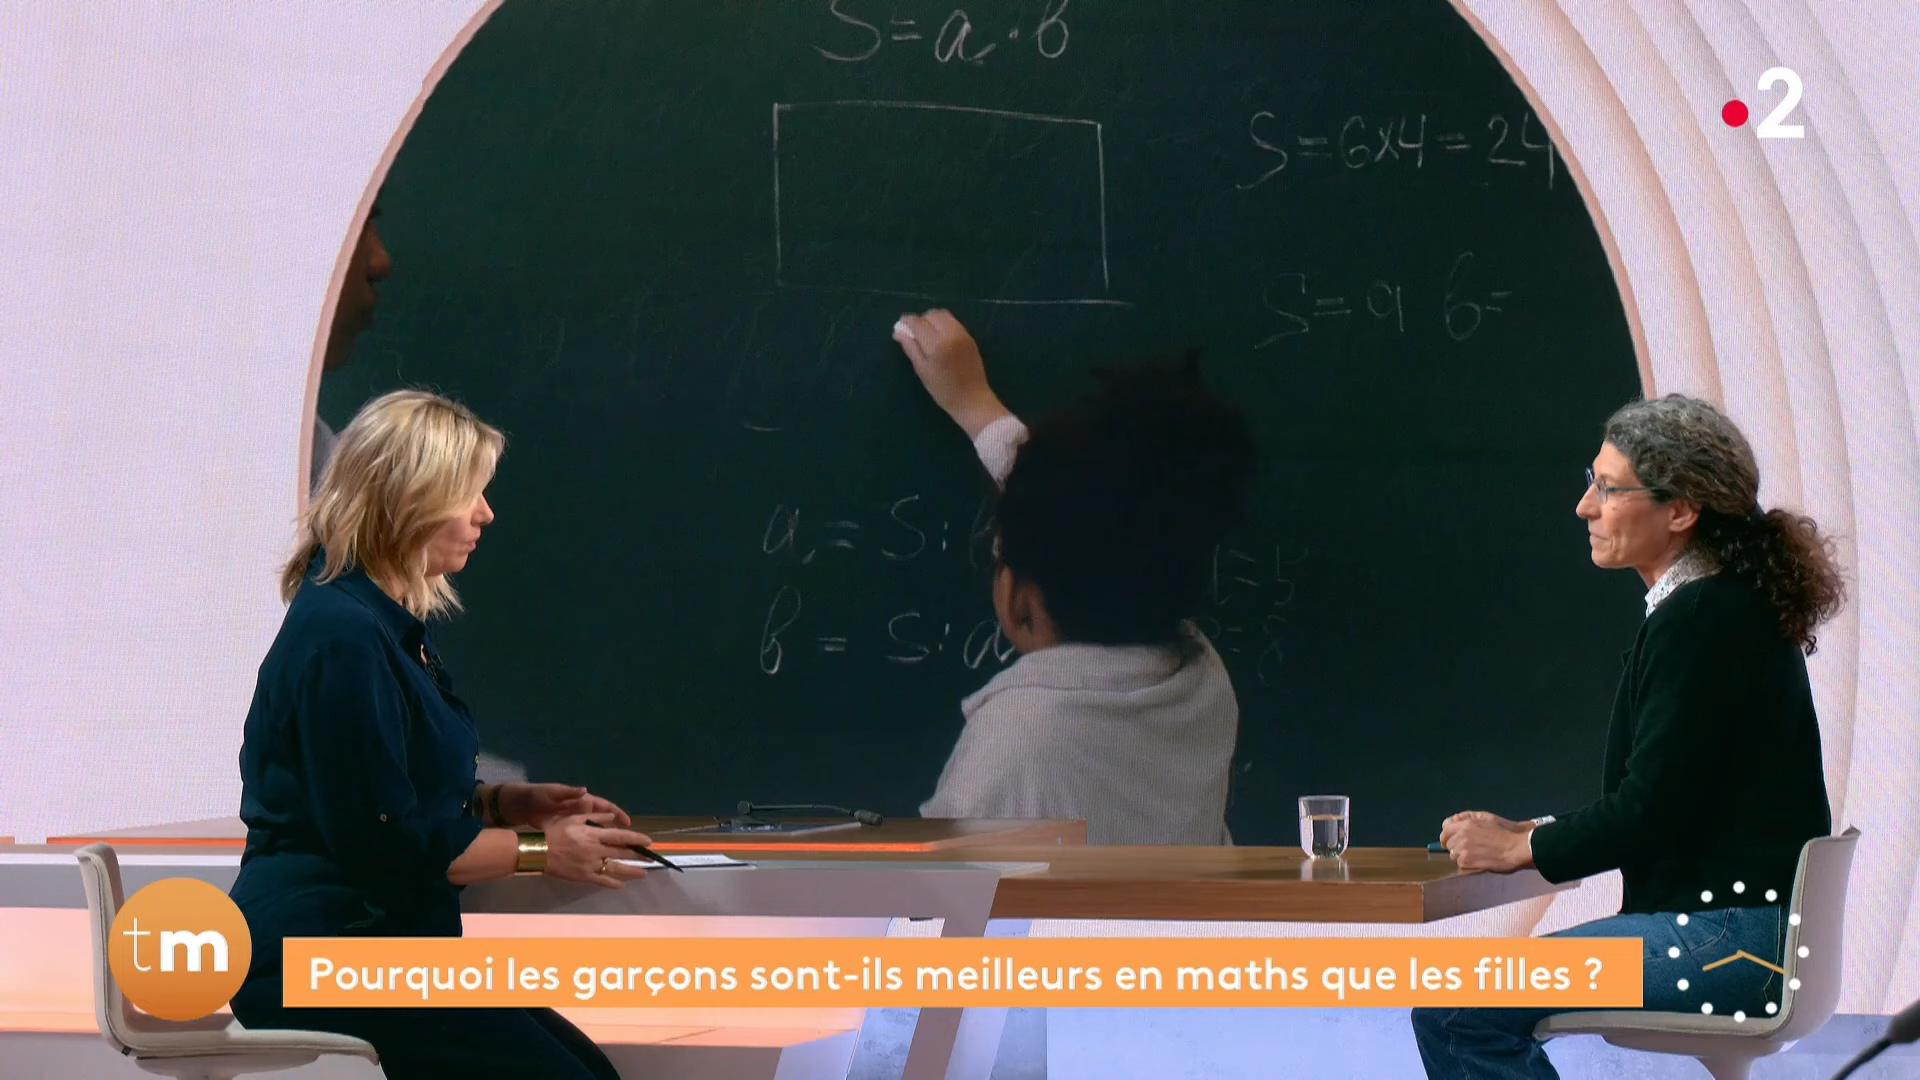 S=a·b
S=6x4=24
2
S=a b=
a=S:
b=S:a
tm
Pourquoi les garçons sont-ils meilleurs en maths que les filles ?